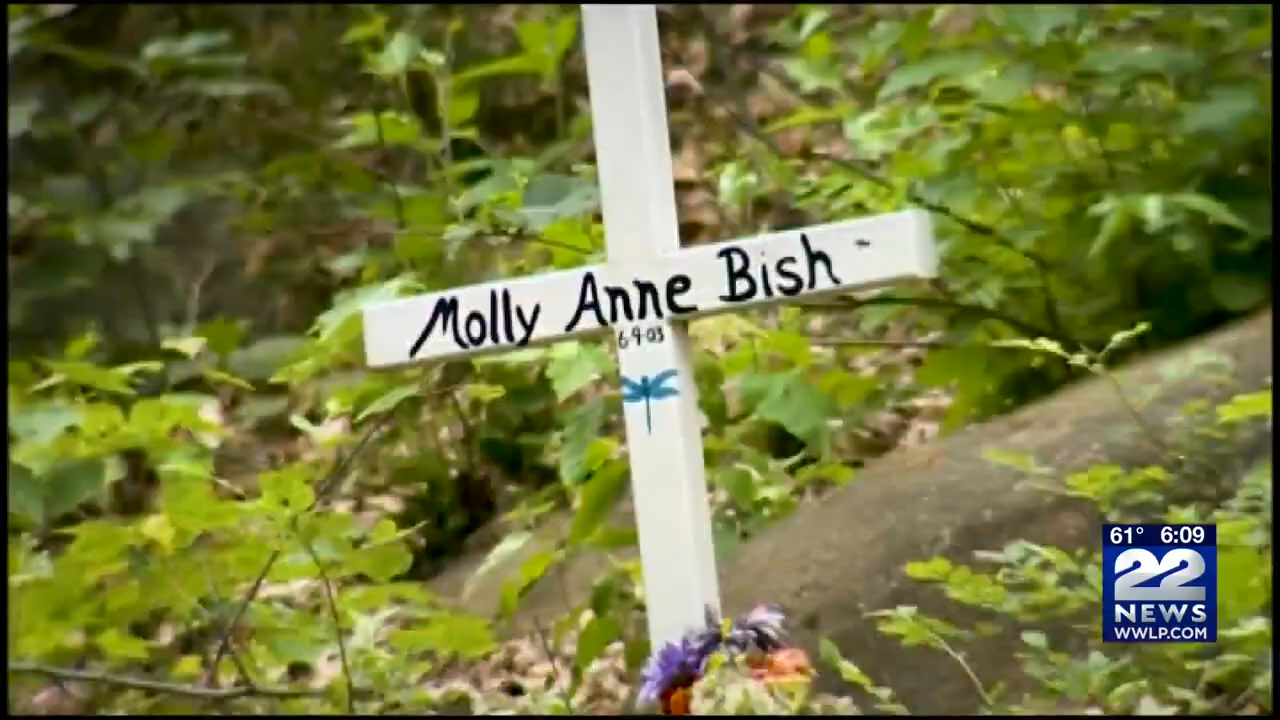 Molly Anne Bish -
6-9-03
61° 6:09
22
NEWS
WWLP.COM